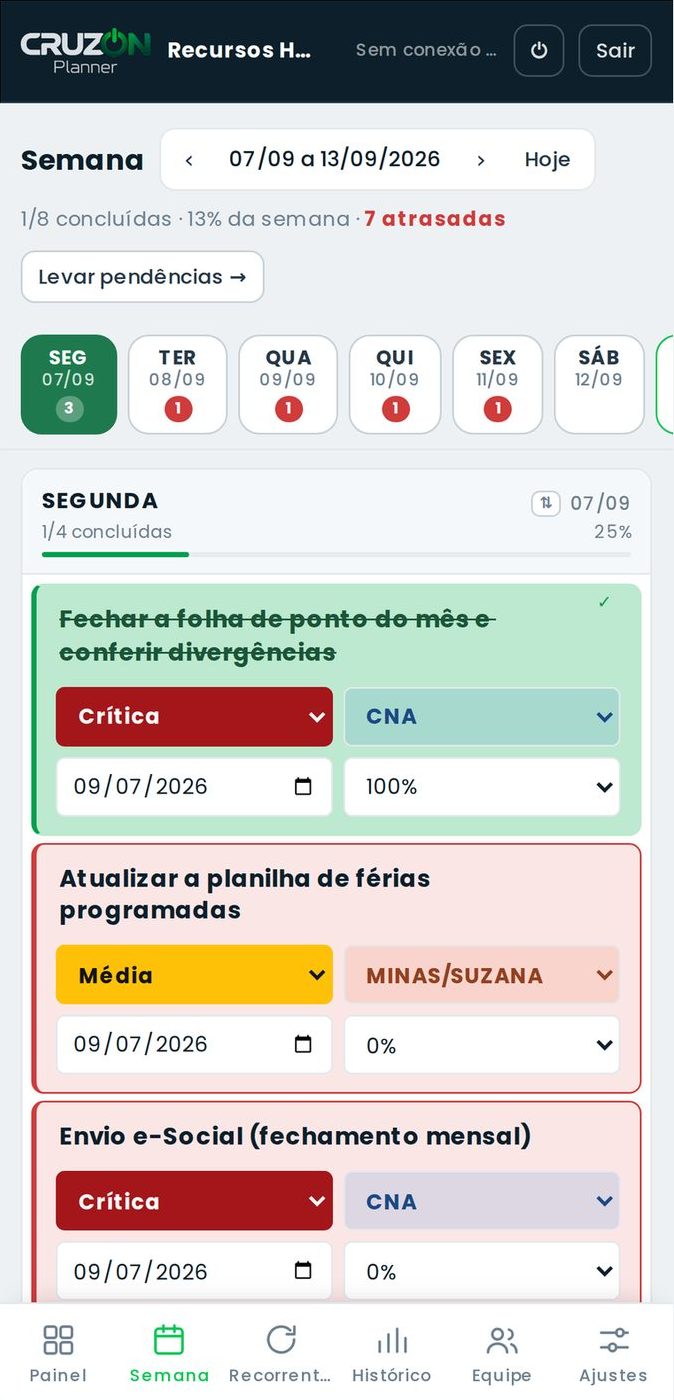 CRUZON
Planner
Recursos H...
Sem conexão ...
Sair
Semana
‹ 07/09 a 13/09/2026 › Hoje
1/8 concluídas · 13% da semana · 7 atrasadas
Levar pendências →
SEG TER QUA QUI SEX SÁB
07/09 08/09 09/09 10/09 11/09 12/09
3 1 1 1 1
SEGUNDA ⇅ 07/09
1/4 concluídas 25%
Fechar a folha de ponto do mês e
conferir divergências
✓
Crítica CNA
09/07/2026 100%
Atualizar a planilha de férias
programadas
Média MINAS/SUZANA
09/07/2026 0%
Envio e-Social (fechamento mensal)
Crítica CNA
09/07/2026 0%
Painel Semana Recorrent... Histórico Equipe Ajustes